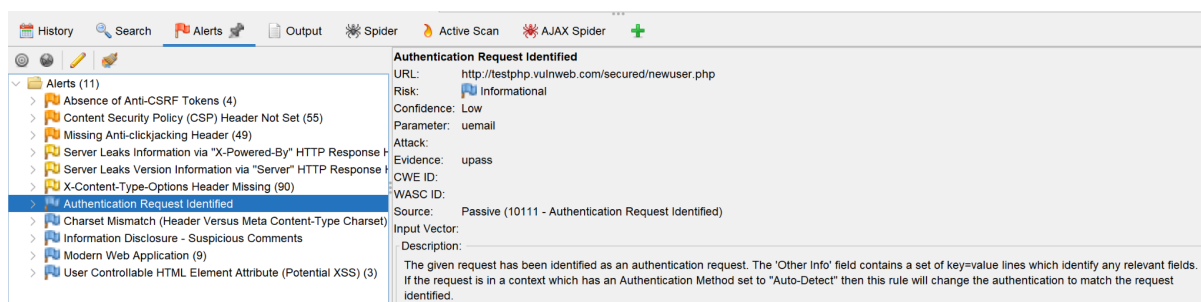 History Search Alerts Output Spider Active Scan AJAX Spider
Alerts (11)
Absence of Anti-CSRF Tokens (4)
Content Security Policy (CSP) Header Not Set (55)
Missing Anti-clickjacking Header (49)
Server Leaks Information via "X-Powered-By" HTTP Response H
Server Leaks Version Information via "Server" HTTP Response H
X-Content-Type-Options Header Missing (90)
Authentication Request Identified
Charset Mismatch (Header Versus Meta Content-Type Charset)
Information Disclosure - Suspicious Comments
Modern Web Application (9)
User Controllable HTML Element Attribute (Potential XSS) (3)
Authentication Request Identified
URL: http://testphp.vulnweb.com/secured/newuser.php
Risk: Informational
Confidence: Low
Parameter: uemail
Attack:
Evidence: upass
CWE ID:
WASC ID:
Source: Passive (10111 - Authentication Request Identified)
Input Vector:
Description:
The given request has been identified as an authentication request. The 'Other Info' field contains a set of key=value lines which identify any relevant fields.
If the request is in a context which has an Authentication Method set to "Auto-Detect" then this rule will change the authentication to match the request
identified.